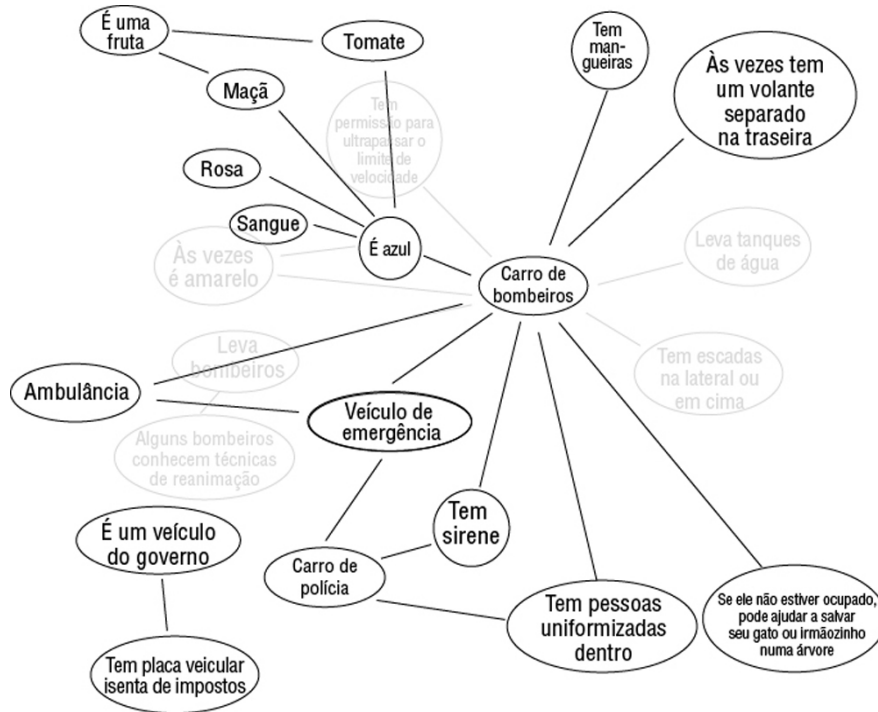 É uma
fruta
Tomate
Tem
man-
gueiras
Às vezes tem
um volante
separado
na traseira
Maçã
Tem
permissão para
ultrapassar o
limite de
velocidade
Rosa
Sangue
É azul
Às vezes
é amarelo
Carro de
bombeiros
Leva tanques
de água
Leva
bombeiros
Tem escadas
na lateral ou
em cima
Ambulância
Veículo de
emergência
Alguns bombeiros
conhecem técnicas
de reanimação
É um veículo
do governo
Tem
sirene
Carro de
polícia
Tem pessoas
uniformizadas
dentro
Se ele não estiver ocupado,
pode ajudar a salvar
seu gato ou irmãozinho
numa árvore
Tem placa veicular
isenta de impostos